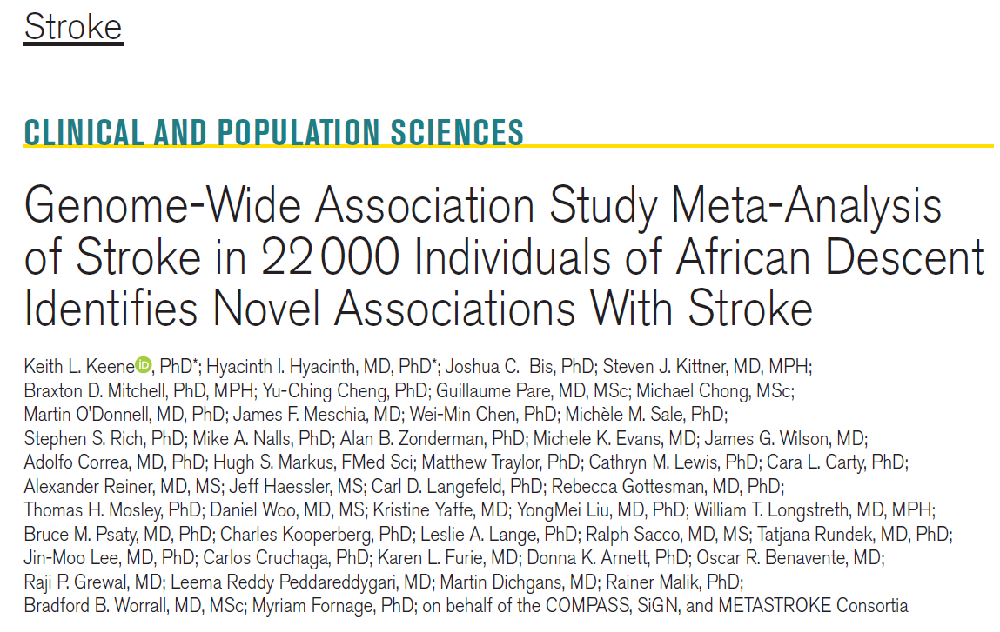 Stroke
CLINICAL AND POPULATION SCIENCES
Genome-Wide Association Study Meta-Analysis
of Stroke in 22 000 Individuals of African Descent
Identifies Novel Associations With Stroke
Keith L. Keene iD, PhD*; Hyacinth I. Hyacinth, MD, PhD*; Joshua C. Bis, PhD; Steven J. Kittner, MD, MPH;
Braxton D. Mitchell, PhD, MPH; Yu-Ching Cheng, PhD; Guillaume Pare, MD, MSc; Michael Chong, MSc;
Martin O'Donnell, MD, PhD; James F. Meschia, MD; Wei-Min Chen, PhD; Michèle M. Sale, PhD;
Stephen S. Rich, PhD; Mike A. Nalls, PhD; Alan B. Zonderman, PhD; Michele K. Evans, MD; James G. Wilson, MD;
Adolfo Correa, MD, PhD; Hugh S. Markus, FMed Sci; Matthew Traylor, PhD; Cathryn M. Lewis, PhD; Cara L. Carty, PhD;
Alexander Reiner, MD, MS; Jeff Haessler, MS; Carl D. Langefeld, PhD; Rebecca Gottesman, MD, PhD;
Thomas H. Mosley, PhD; Daniel Woo, MD, MS; Kristine Yaffe, MD; YongMei Liu, MD, PhD; William T. Longstreth, MD, MPH;
Bruce M. Psaty, MD, PhD; Charles Kooperberg, PhD; Leslie A. Lange, PhD; Ralph Sacco, MD, MS; Tatjana Rundek, MD, PhD;
Jin-Moo Lee, MD, PhD; Carlos Cruchaga, PhD; Karen L. Furie, MD; Donna K. Arnett, PhD; Oscar R. Benavente, MD;
Raji P. Grewal, MD; Leema Reddy Peddareddygari, MD; Martin Dichgans, MD; Rainer Malik, PhD;
Bradford B. Worrall, MD, MSc; Myriam Fornage, PhD; on behalf of the COMPASS, SiGN, and METASTROKE Consortia